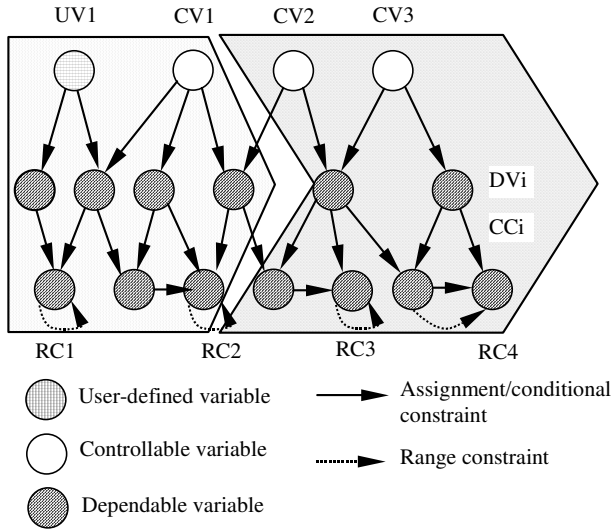 UV1 CV1 CV2 CV3
DVi
CCi
RC1 RC2 RC3 RC4
User-defined variable
Assignment/conditional
constraint
Controllable variable
Range constraint
Dependable variable